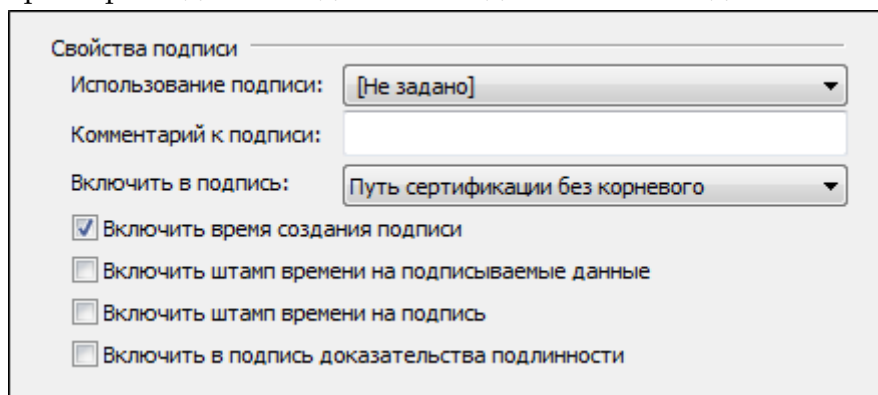 Свойства подписи
Использование подписи: [Не задано]
Комментарий к подписи:
Включить в подпись: Путь сертификации без корневого
Включить время создания подписи
Включить штамп времени на подписываемые данные
Включить штамп времени на подпись
Включить в подпись доказательства подлинности